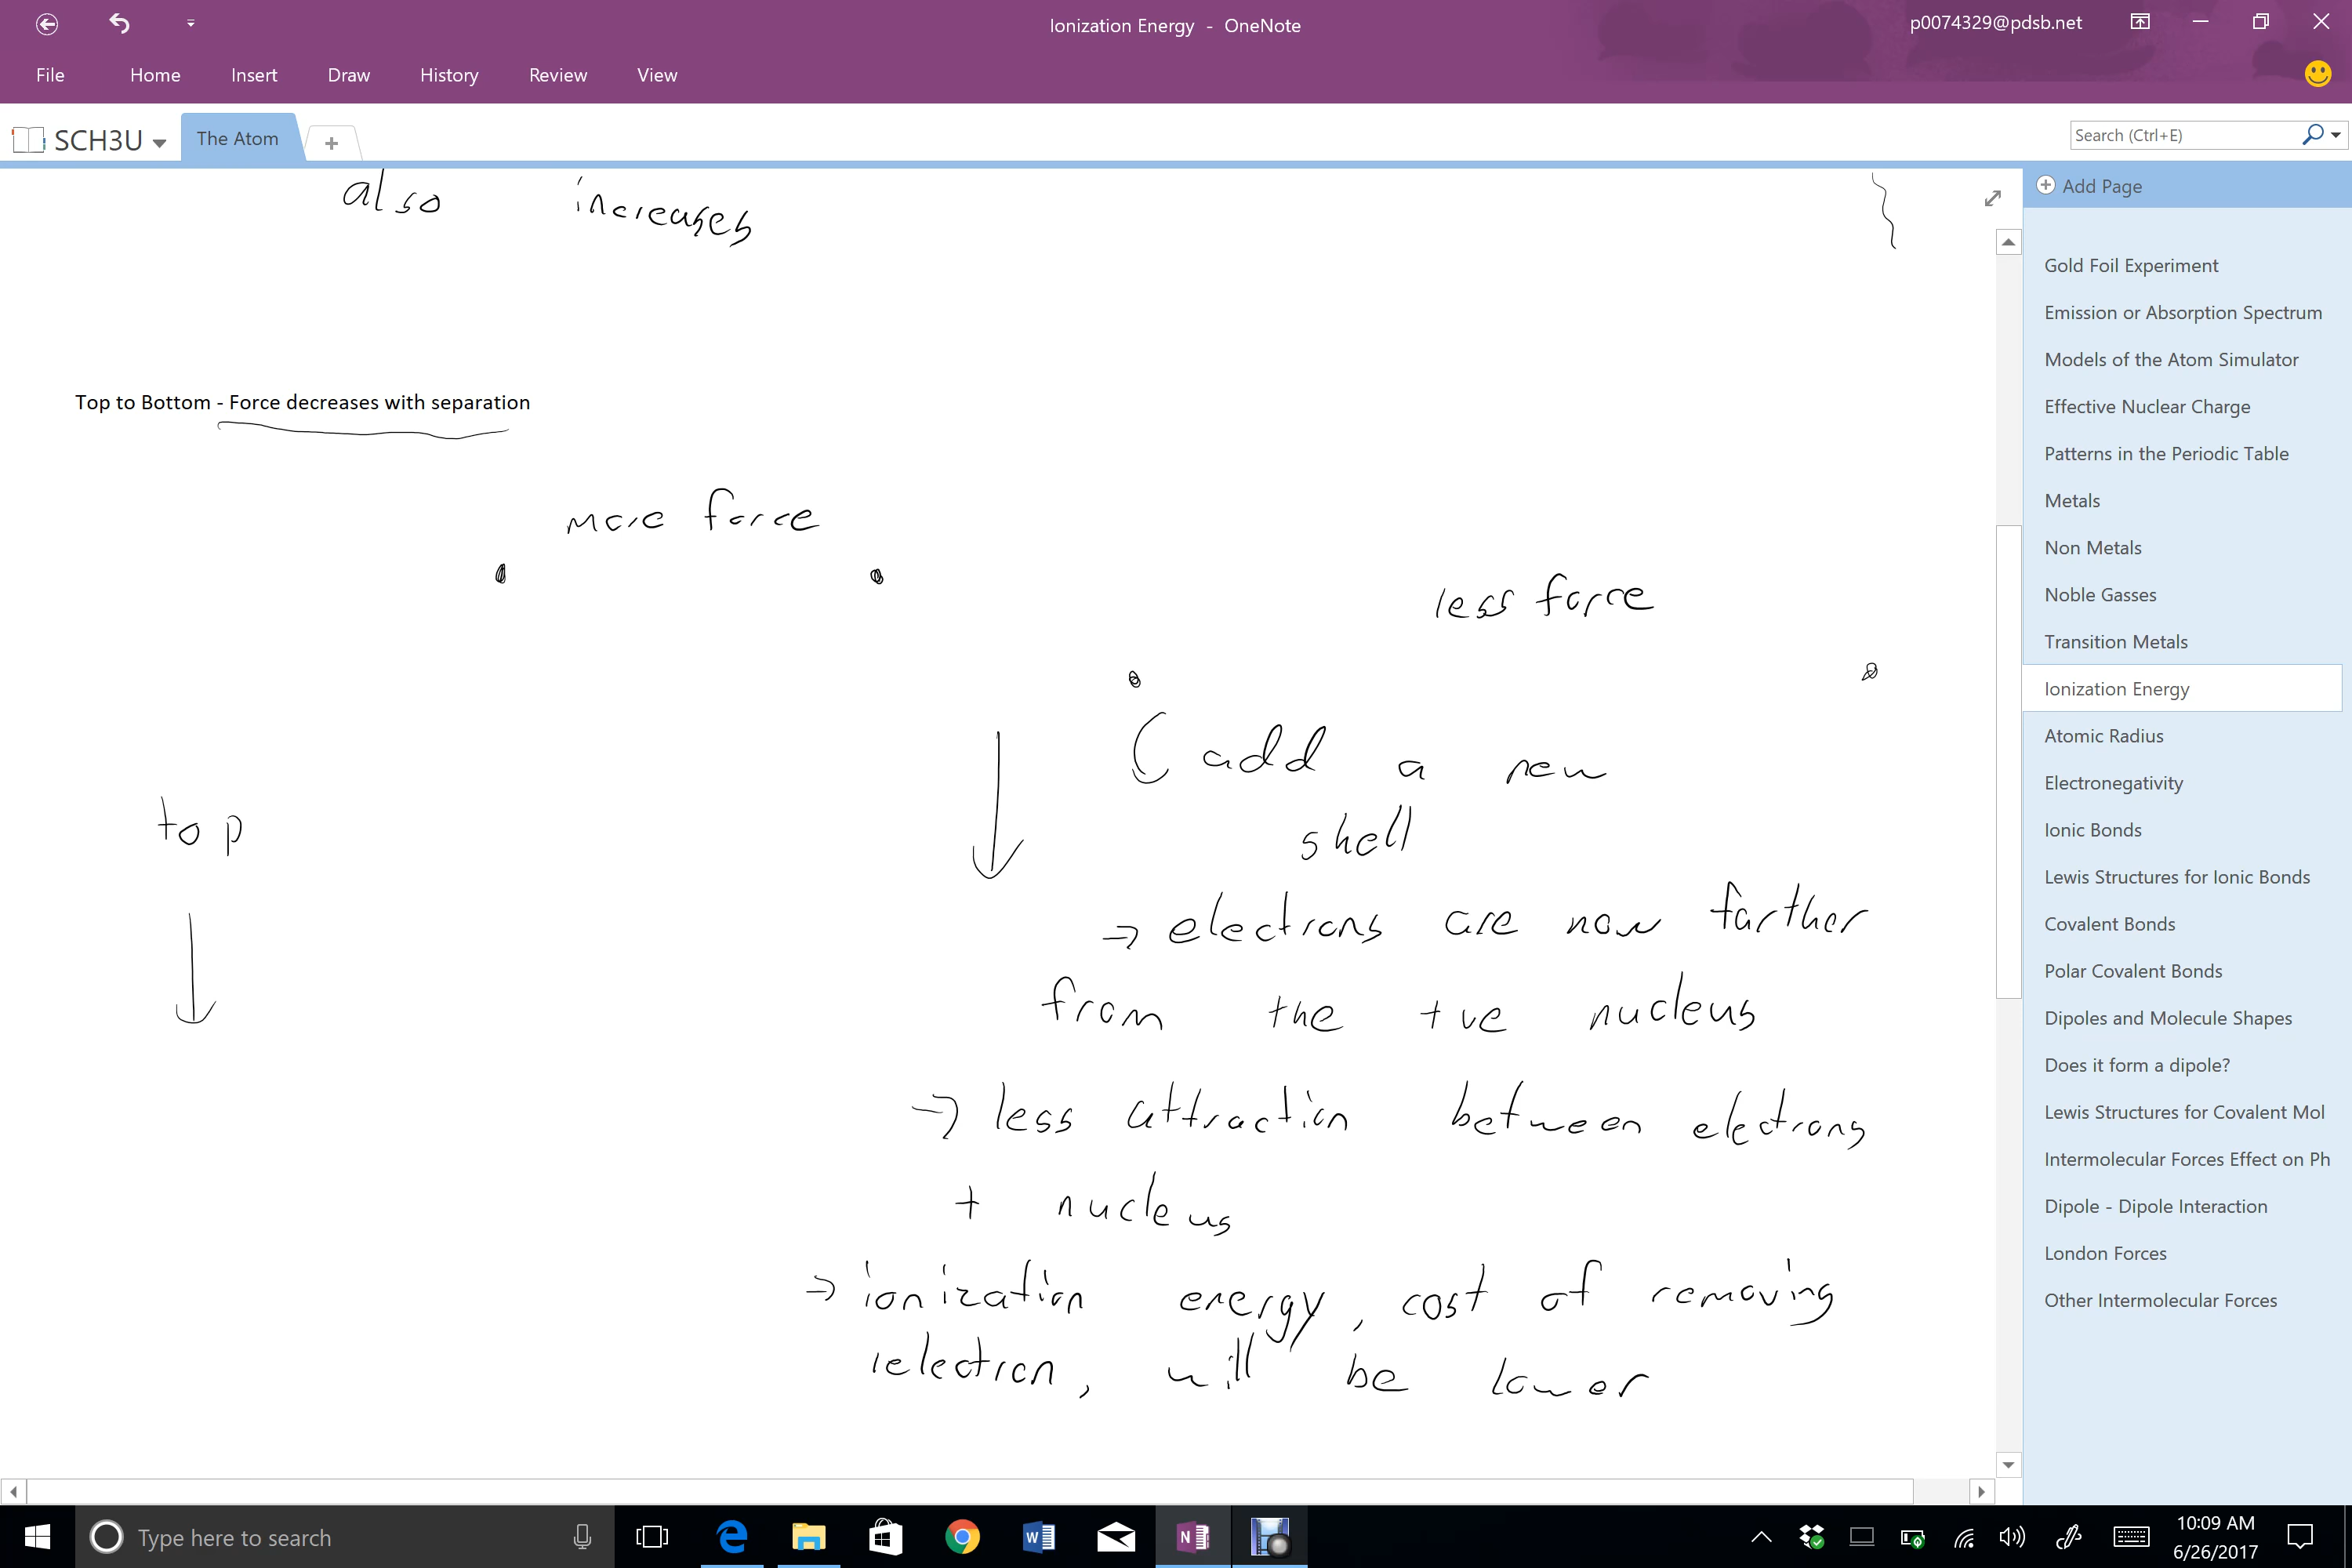 Ionization Energy - OneNote
p0074329@pdsb.net
File Home Insert Draw History Review View
SCH3U
The Atom
+
Search (Ctrl+E)
Add Page
Gold Foil Experiment
Emission or Absorption Spectrum
Models of the Atom Simulator
Effective Nuclear Charge
Patterns in the Periodic Table
Metals
Non Metals
Noble Gasses
Transition Metals
Ionization Energy
Atomic Radius
Electronegativity
Ionic Bonds
Lewis Structures for Ionic Bonds
Covalent Bonds
Polar Covalent Bonds
Dipoles and Molecule Shapes
Does it form a dipole?
Lewis Structures for Covalent Mol
Intermolecular Forces Effect on Ph
Dipole - Dipole Interaction
London Forces
Other Intermolecular Forces
also increases
Top to Bottom - Force decreases with separation
more force
less force
top
( add a new
shell
→ electrons are now farther
from the +ve nucleus
→ less attraction between electrons
+ nucleus
→ ionization energy, cost of removing
1electron, will be lower
Type here to search
10:09 AM
6/26/2017